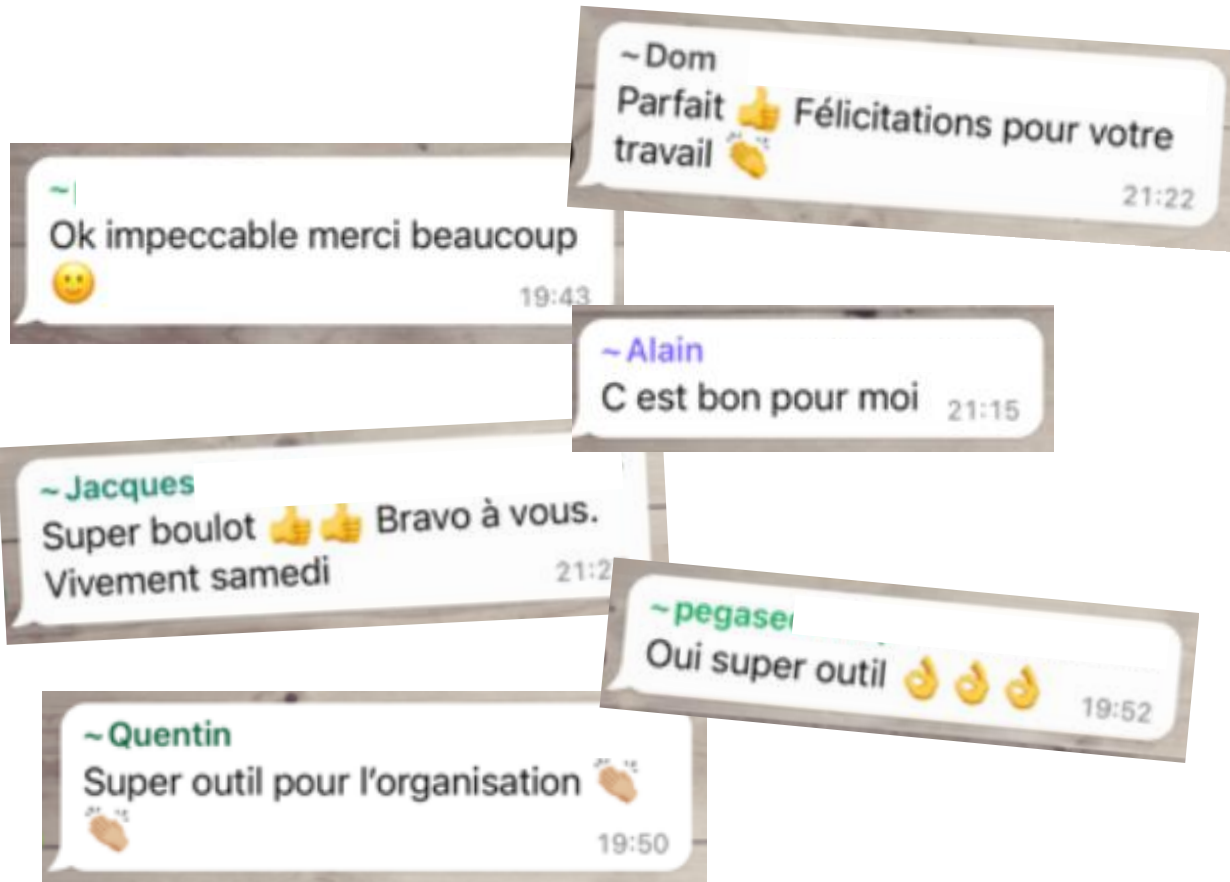 ~Dom
Parfait 👍 Félicitations pour votre
travail 👏
21:22
~
Ok impeccable merci beaucoup
🙂
19:43
~Alain
C est bon pour moi 21:15
~Jacques
Super boulot 👍👍 Bravo à vous.
Vivement samedi 21:2
~pegase
Oui super outil 👌👌👌 19:52
~Quentin
Super outil pour l’organisation 👏🏼
👏🏼
19:50